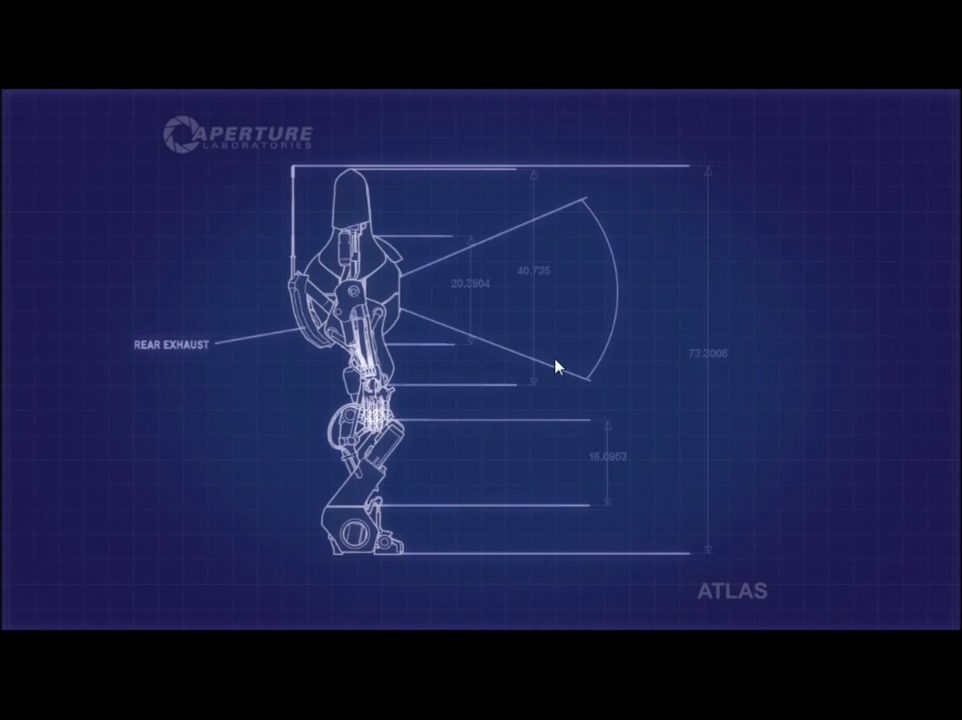 APERTURE
LABORATORIES
40.735
20.3904
REAR EXHAUST
73.3006
16.0953
ATLAS